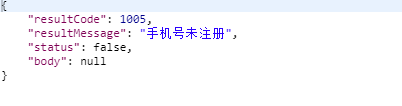 {
    "resultCode": 1005,
    "resultMessage": "手机号未注册",
    "status": false,
    "body": null
}